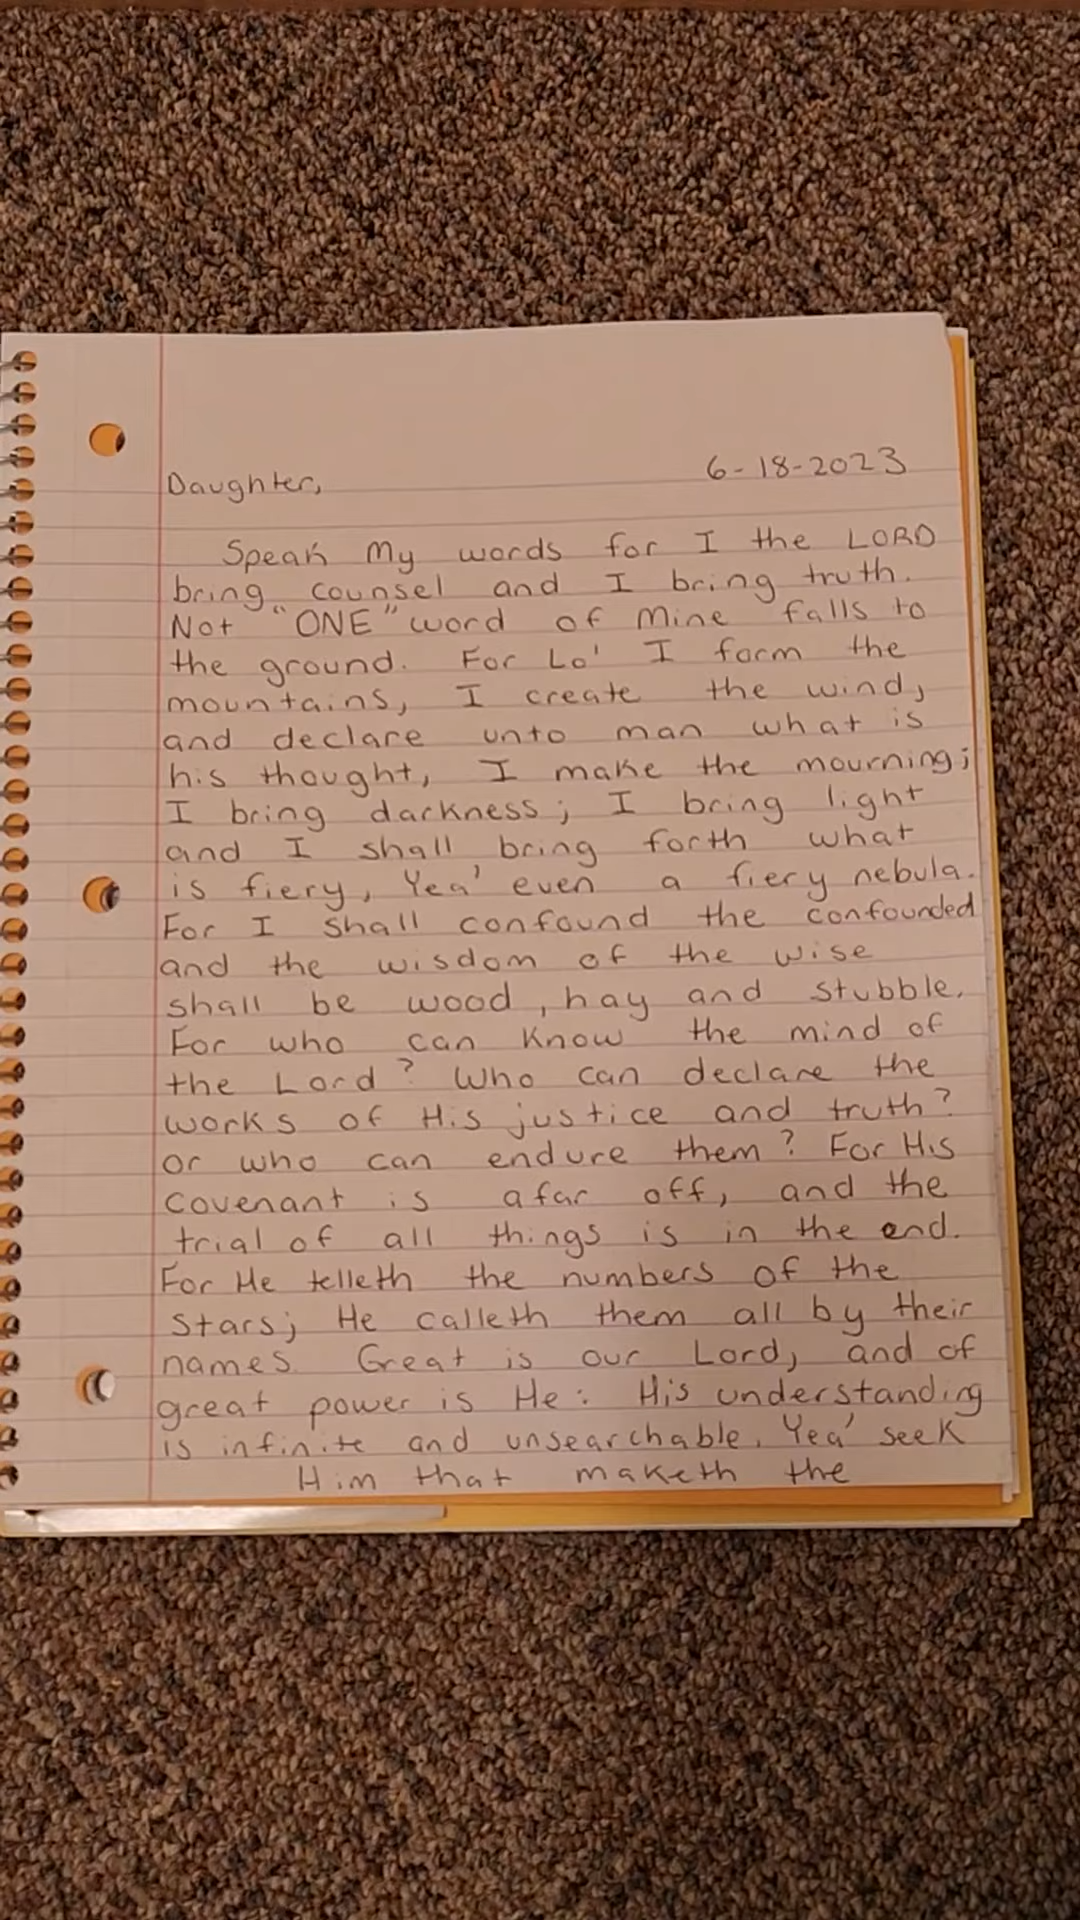 6-18-2023
Daughter,
Speak My words for I the LORD
bring counsel and I bring truth.
Not "ONE" word of Mine falls to
the ground. For Lo' I form the
mountains, I create the wind,
and declare unto man what is
his thought, I make the mourning;
I bring darkness; I bring light
and I shall bring forth what
is fiery, Yea' even a fiery nebula.
For I shall confound the confounded
and the wisdom of the wise
shall be wood, hay and stubble.
For who can know the mind of
the Lord? Who can declare the
works of His justice and truth?
or who can endure them? For His
covenant is afar off, and the
trial of all things is in the end.
For He telleth the numbers of the
stars; He calleth them all by their
names. Great is our Lord, and of
great power is He: His understanding
is infinite and unsearchable. Yea' seek
Him that maketh the